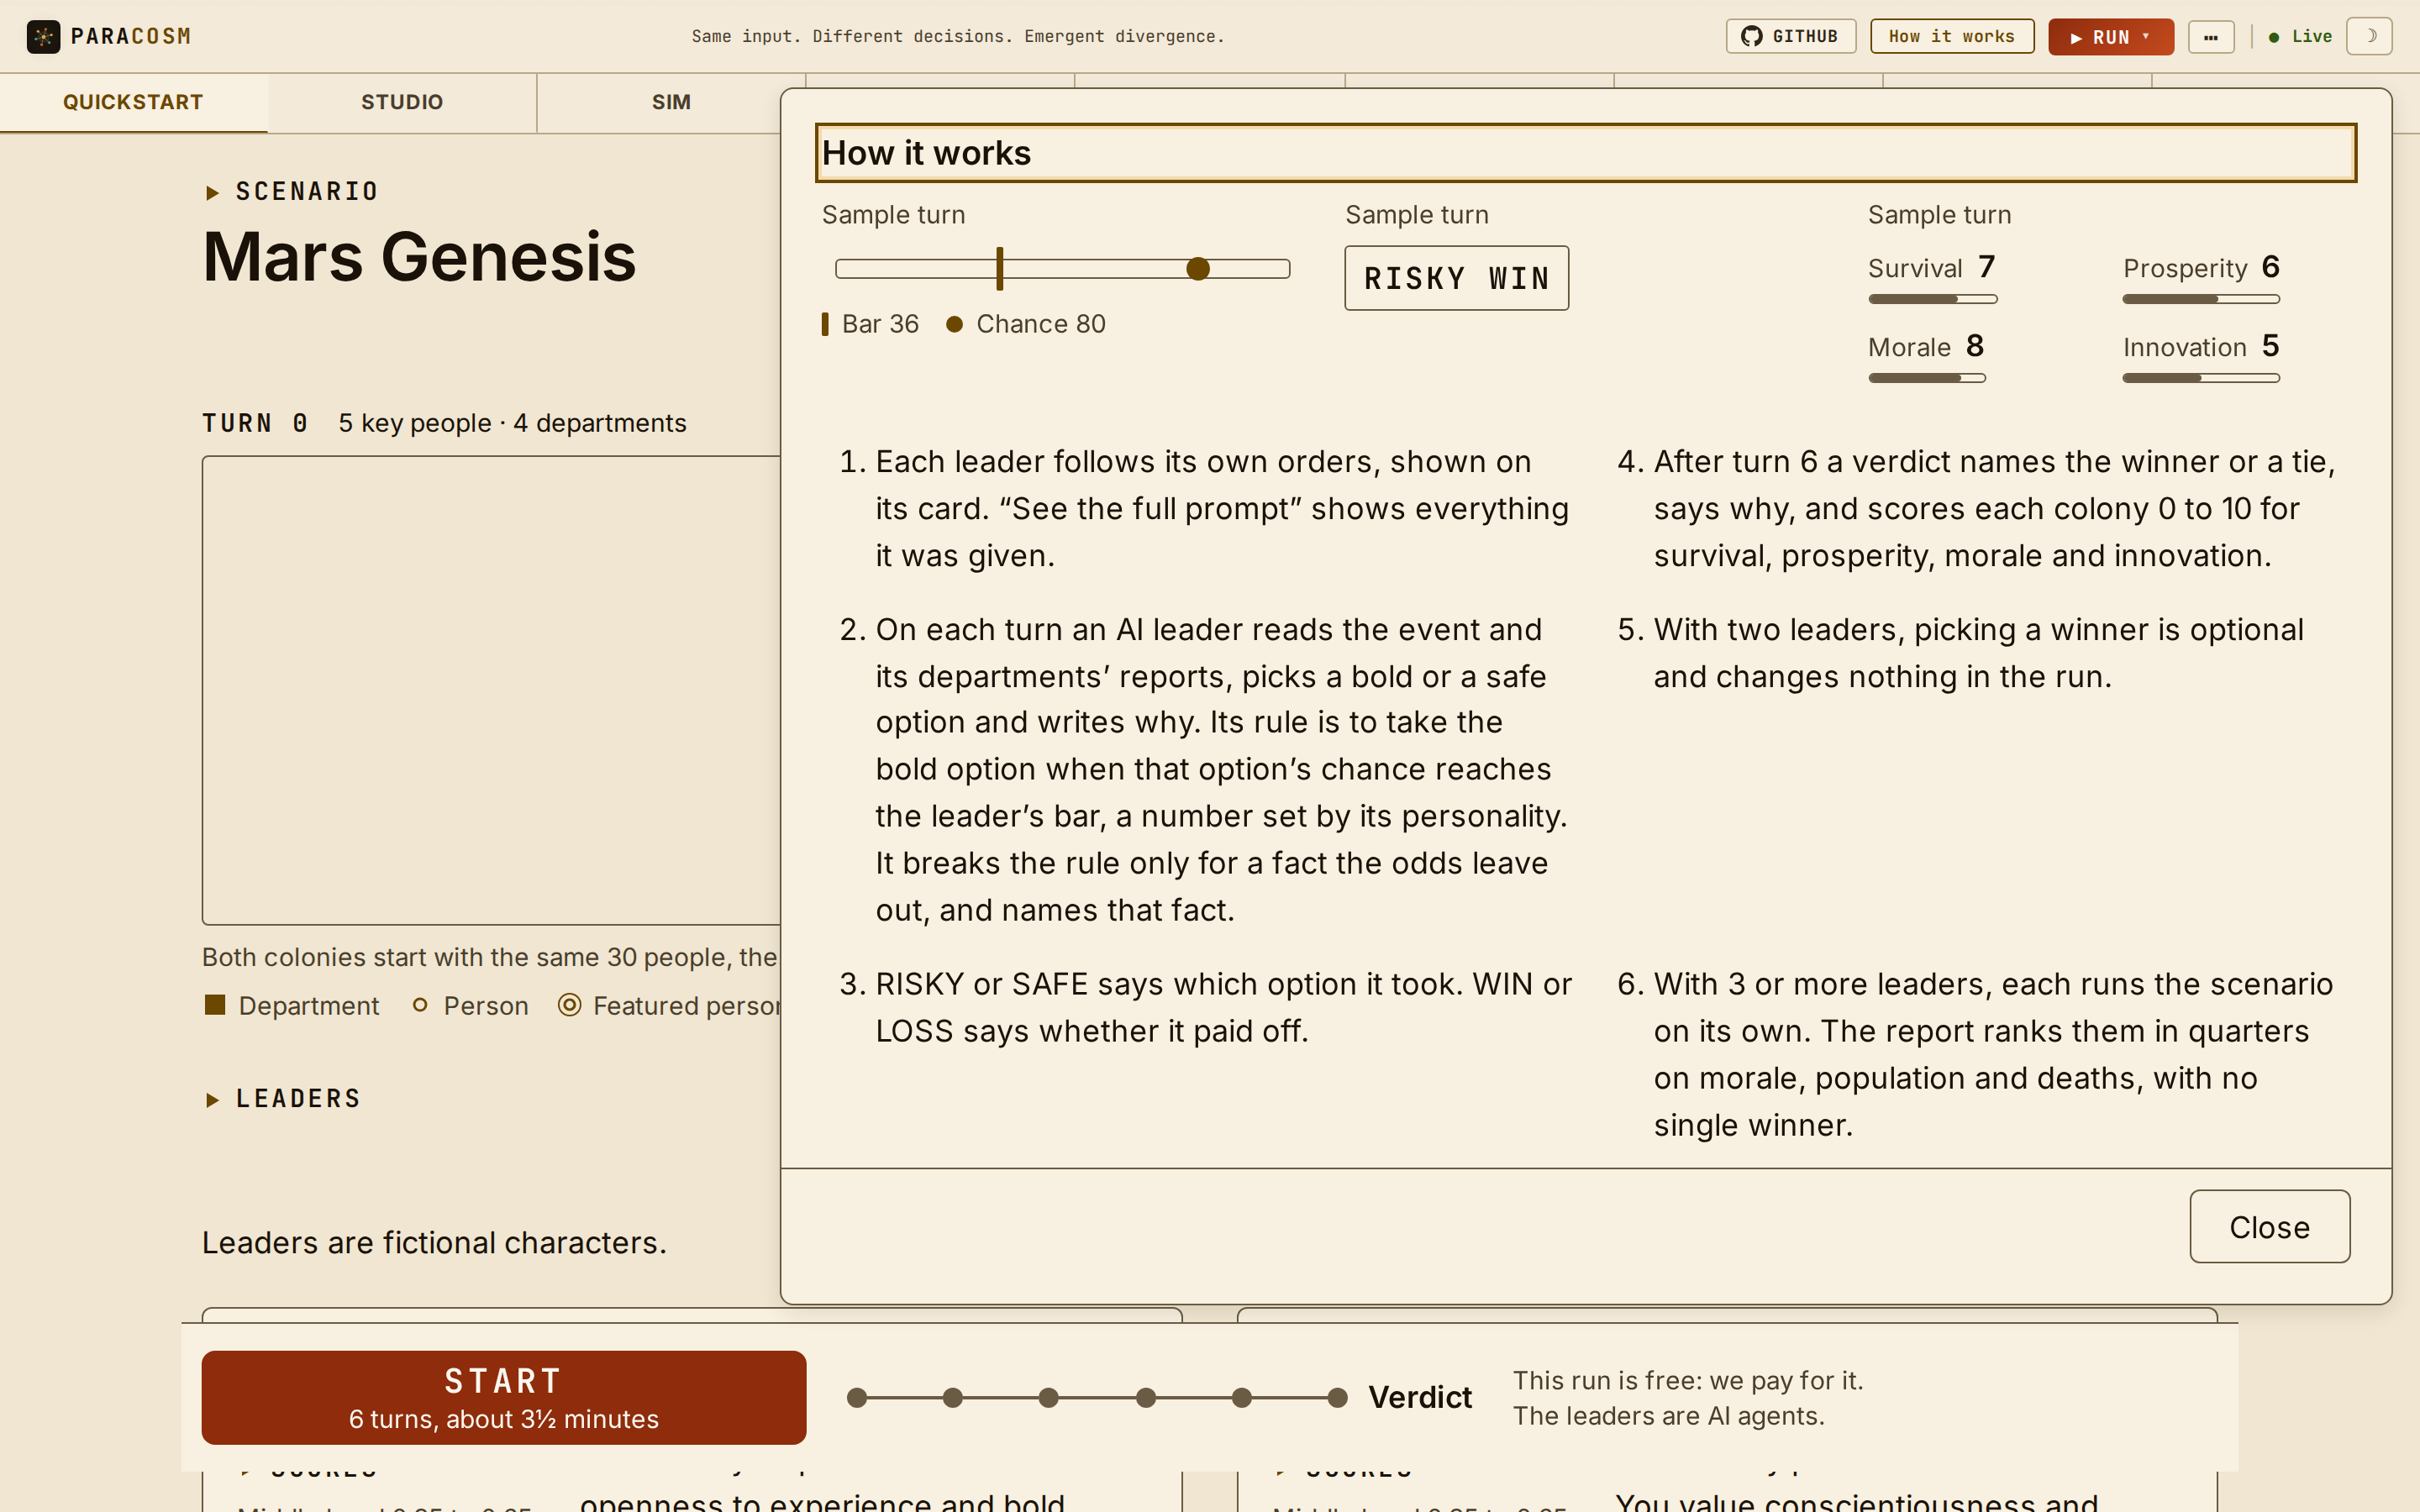 PARACOSM
Same input. Different decisions. Emergent divergence.
GITHUB
How it works
▶ RUN ▾
⋯
Live
QUICKSTART
STUDIO
SIM
SCENARIO
Mars Genesis
TURN 0 5 key people · 4 departments
Both colonies start with the same 30 people, the
Department
Person
Featured person
LEADERS
Leaders are fictional characters.
How it works
Sample turn
Bar 36
Chance 80
Sample turn
RISKY WIN
Sample turn
Survival 7
Prosperity 6
Morale 8
Innovation 5
1. Each leader follows its own orders, shown on
its card. “See the full prompt” shows everything
it was given.
2. On each turn an AI leader reads the event and
its departments’ reports, picks a bold or a safe
option and writes why. Its rule is to take the
bold option when that option’s chance reaches
the leader’s bar, a number set by its personality.
It breaks the rule only for a fact the odds leave
out, and names that fact.
3. RISKY or SAFE says which option it took. WIN or
LOSS says whether it paid off.
4. After turn 6 a verdict names the winner or a tie,
says why, and scores each colony 0 to 10 for
survival, prosperity, morale and innovation.
5. With two leaders, picking a winner is optional
and changes nothing in the run.
6. With 3 or more leaders, each runs the scenario
on its own. The report ranks them in quarters
on morale, population and deaths, with no
single winner.
Close
START
6 turns, about 3½ minutes
Verdict
This run is free: we pay for it.
The leaders are AI agents.
openness to experience and bold
You value conscientiousness and